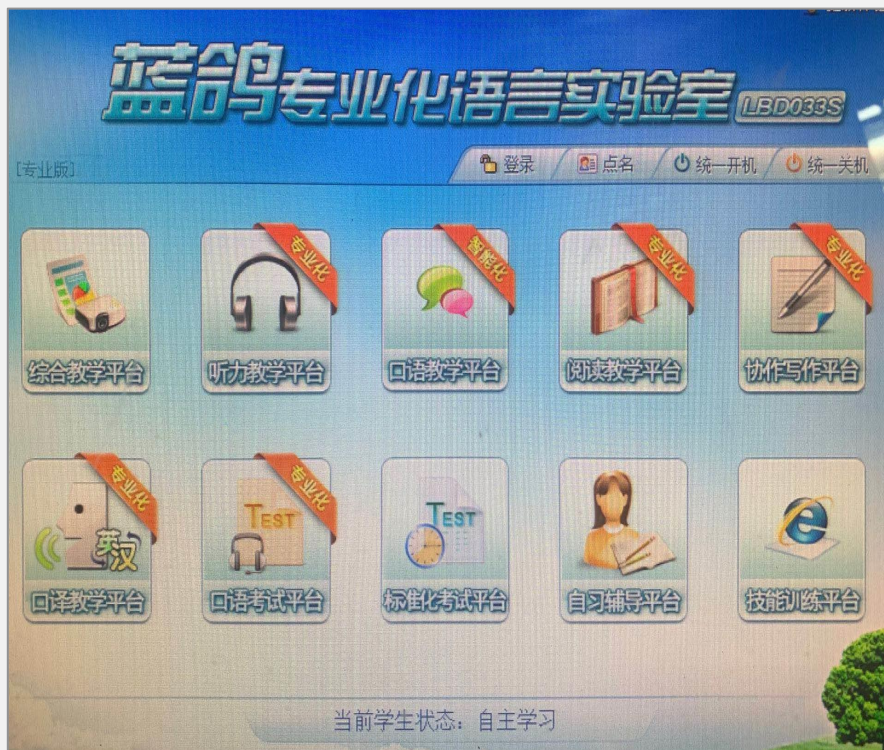 蓝鸽专业化语言实验室 LBD033S
[专业版]
登录 点名 统一开机 统一关机
专业化 智能化 专业化 专业化
综合教学平台 听力教学平台 口语教学平台 阅读教学平台 协作写作平台
专业化 专业化
英汉 TEST TEST
口译教学平台 口语考试平台 标准化考试平台 自习辅导平台 技能训练平台
当前学生状态：自主学习